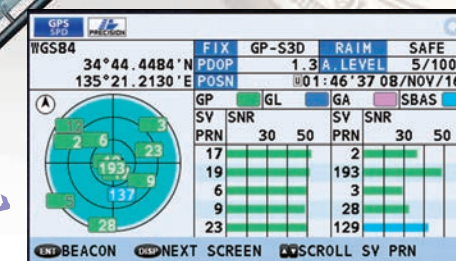 GPS SPD PRECISION
WGS84 FIX GP-S3D RAIM SAFE
34°44.4484'N PDOP 1.3 A.LEVEL 5/100
135°21.2130'E POSN U01:46'37 08/NOV/16
GP GL GA SBAS
SV SNR SV SNR
PRN 30 50 PRN 30 50
17 2
19 193
6 3
9 28
23 129
3
2 6
23
193
9
137
28
ENT BEACON DISP NEXT SCREEN SCROLL SV PRN